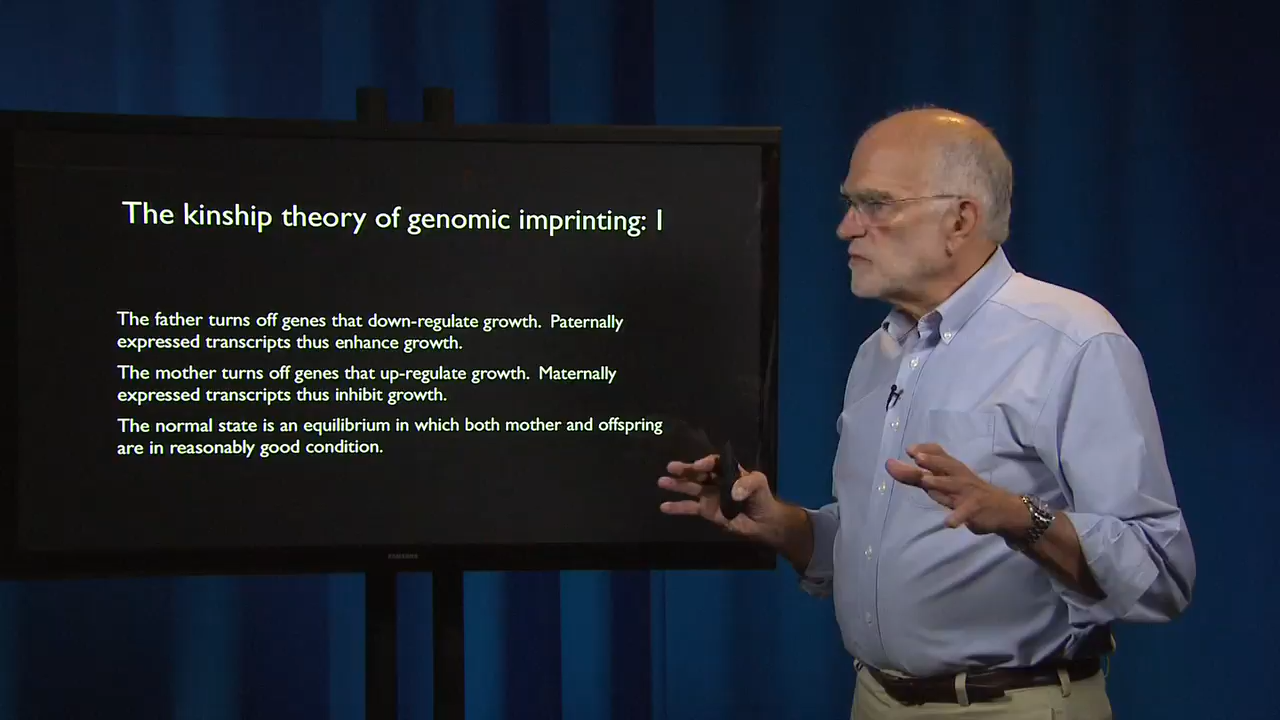 The kinship theory of genomic imprinting: 1
The father turns off genes that down-regulate growth. Paternally
expressed transcripts thus enhance growth.
The mother turns off genes that up-regulate growth. Maternally
expressed transcripts thus inhibit growth.
The normal state is an equilibrium in which both mother and offspring
are in reasonably good condition.